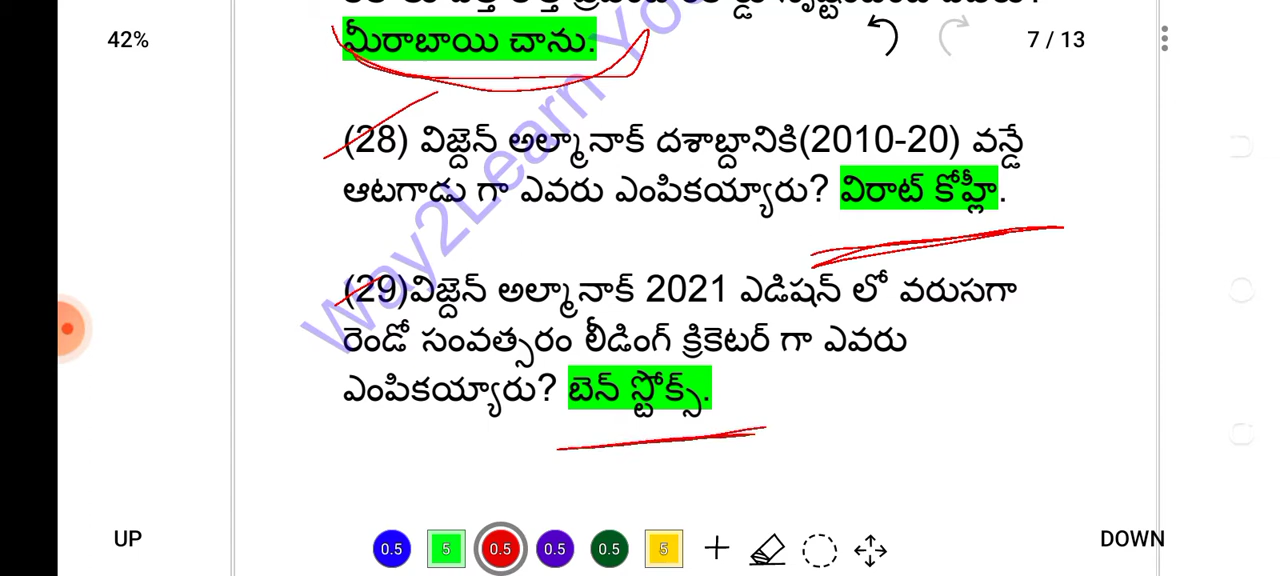 42%
మీరాబాయి చాను.
7 / 13
(28) విజ్డెన్ అల్మానాక్ దశాబ్దానికి(2010-20) వన్డే
ఆటగాడు గా ఎవరు ఎంపికయ్యారు? విరాట్ కోహ్లీ.
(29)విజ్డెన్ అల్మానాక్ 2021 ఎడిషన్ లో వరుసగా
రెండో సంవత్సరం లీడింగ్ క్రికెటర్ గా ఎవరు
ఎంపికయ్యారు? బెన్ స్టోక్స్.
Way2Learn
UP
0.5 5 0.5 0.5 0.5 5
DOWN